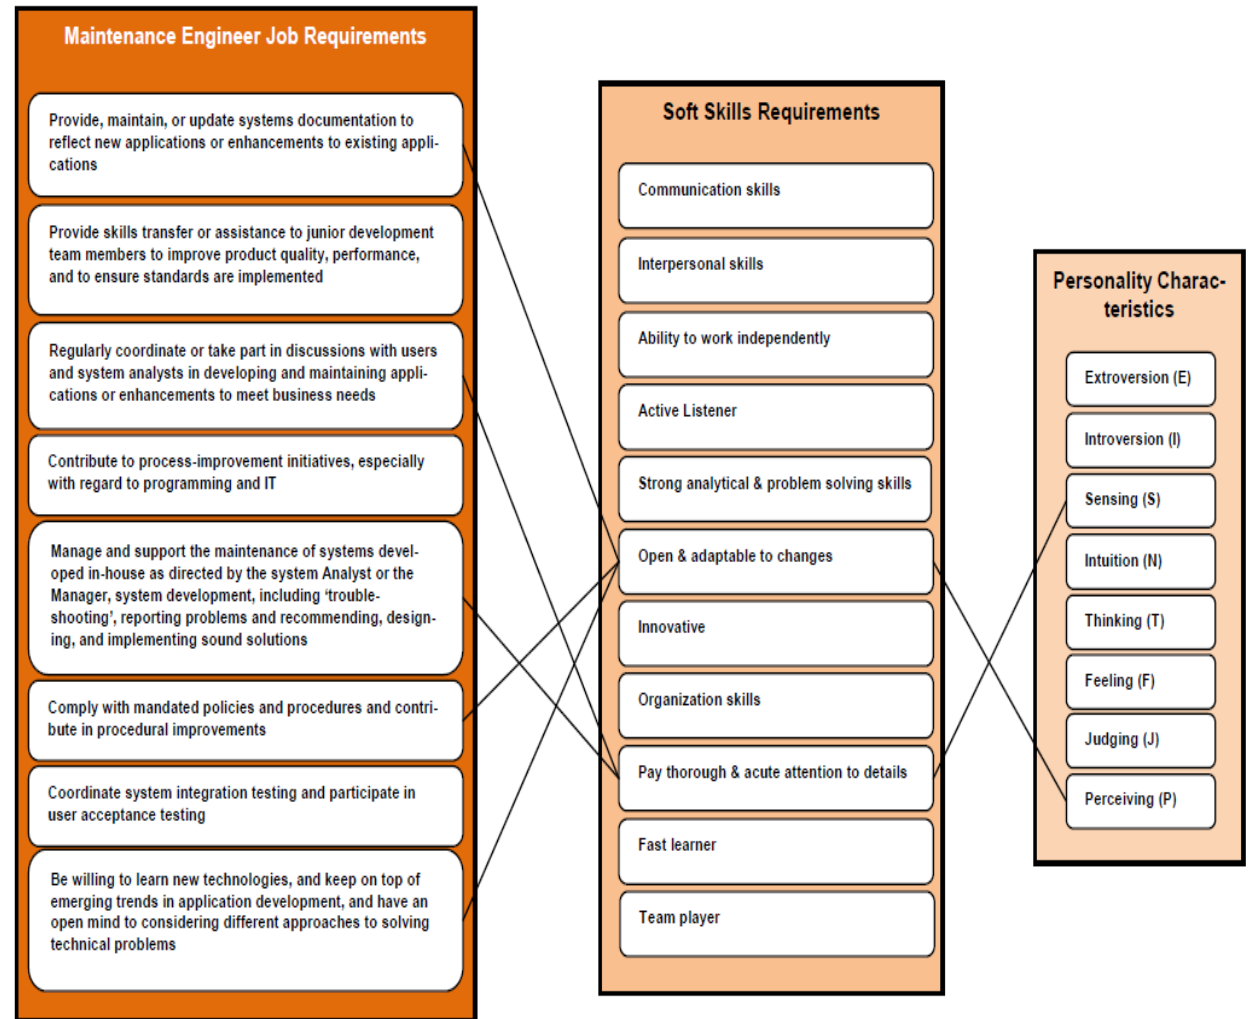 Maintenance Engineer Job Requirements
Provide, maintain, or update systems documentation to
reflect new applications or enhancements to existing appli-
cations
Provide skills transfer or assistance to junior development
team members to improve product quality, performance,
and to ensure standards are implemented
Regularly coordinate or take part in discussions with users
and system analysts in developing and maintaining appli-
cations or enhancements to meet business needs
Contribute to process-improvement initiatives, especially
with regard to programming and IT
Manage and support the maintenance of systems devel-
oped in-house as directed by the system Analyst or the
Manager, system development, including ‘trouble-
shooting’, reporting problems and recommending, design-
ing, and implementing sound solutions
Comply with mandated policies and procedures and contri-
bute in procedural improvements
Coordinate system integration testing and participate in
user acceptance testing
Be willing to learn new technologies, and keep on top of
emerging trends in application development, and have an
open mind to considering different approaches to solving
technical problems
Soft Skills Requirements
Communication skills
Interpersonal skills
Ability to work independently
Active Listener
Strong analytical & problem solving skills
Open & adaptable to changes
Innovative
Organization skills
Pay thorough & acute attention to details
Fast learner
Team player
Personality Charac-
teristics
Extroversion (E)
Introversion (I)
Sensing (S)
Intuition (N)
Thinking (T)
Feeling (F)
Judging (J)
Perceiving (P)